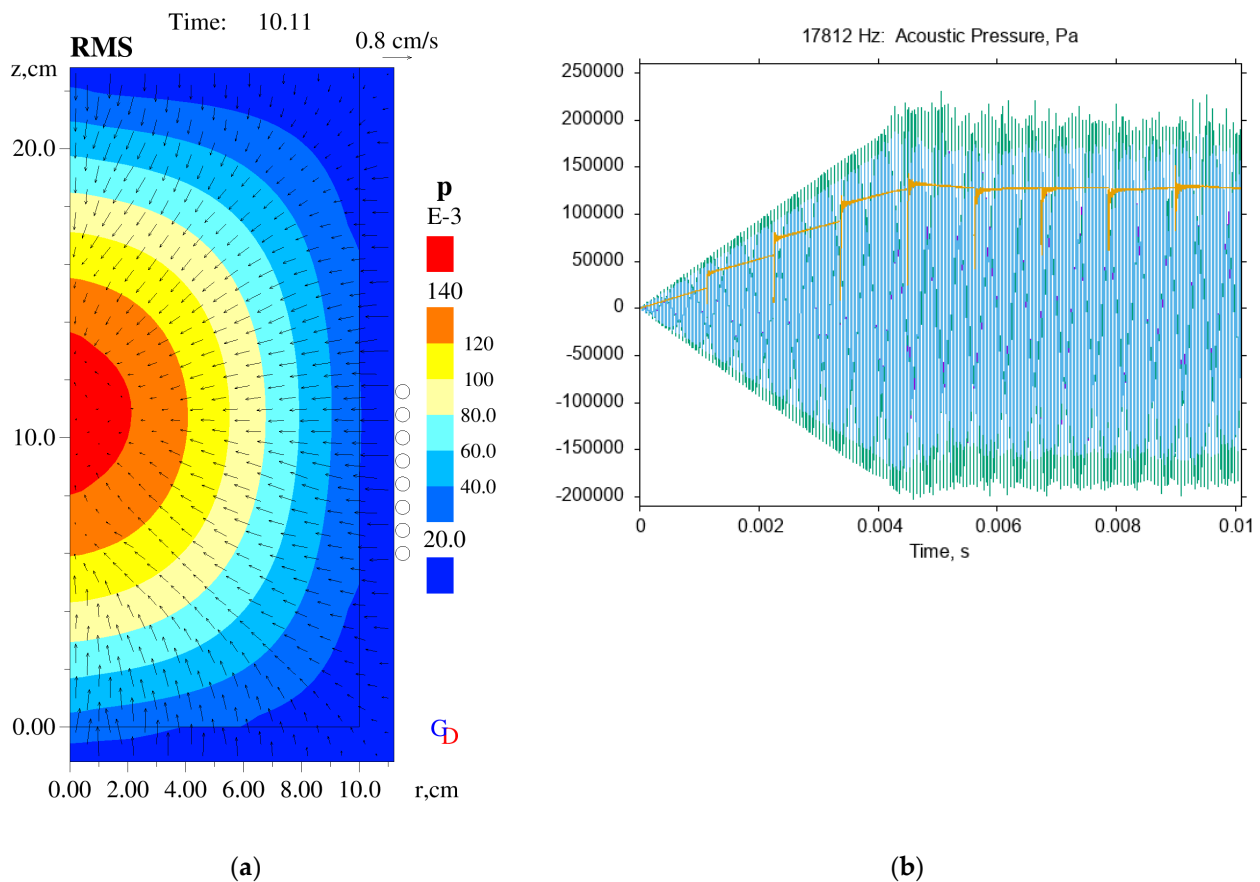 Time: 10.11
RMS
0.8 cm/s
z,cm
20.0
10.0
0.00
0.00 2.00 4.00 6.00 8.00 10.0 r,cm
p
E-3
140
120
100
80.0
60.0
40.0
20.0
GD
(a)
17812 Hz: Acoustic Pressure, Pa
250000
200000
150000
100000
50000
0
-50000
-100000
-150000
-200000
0 0.002 0.004 0.006 0.008 0.01
Time, s
(b)